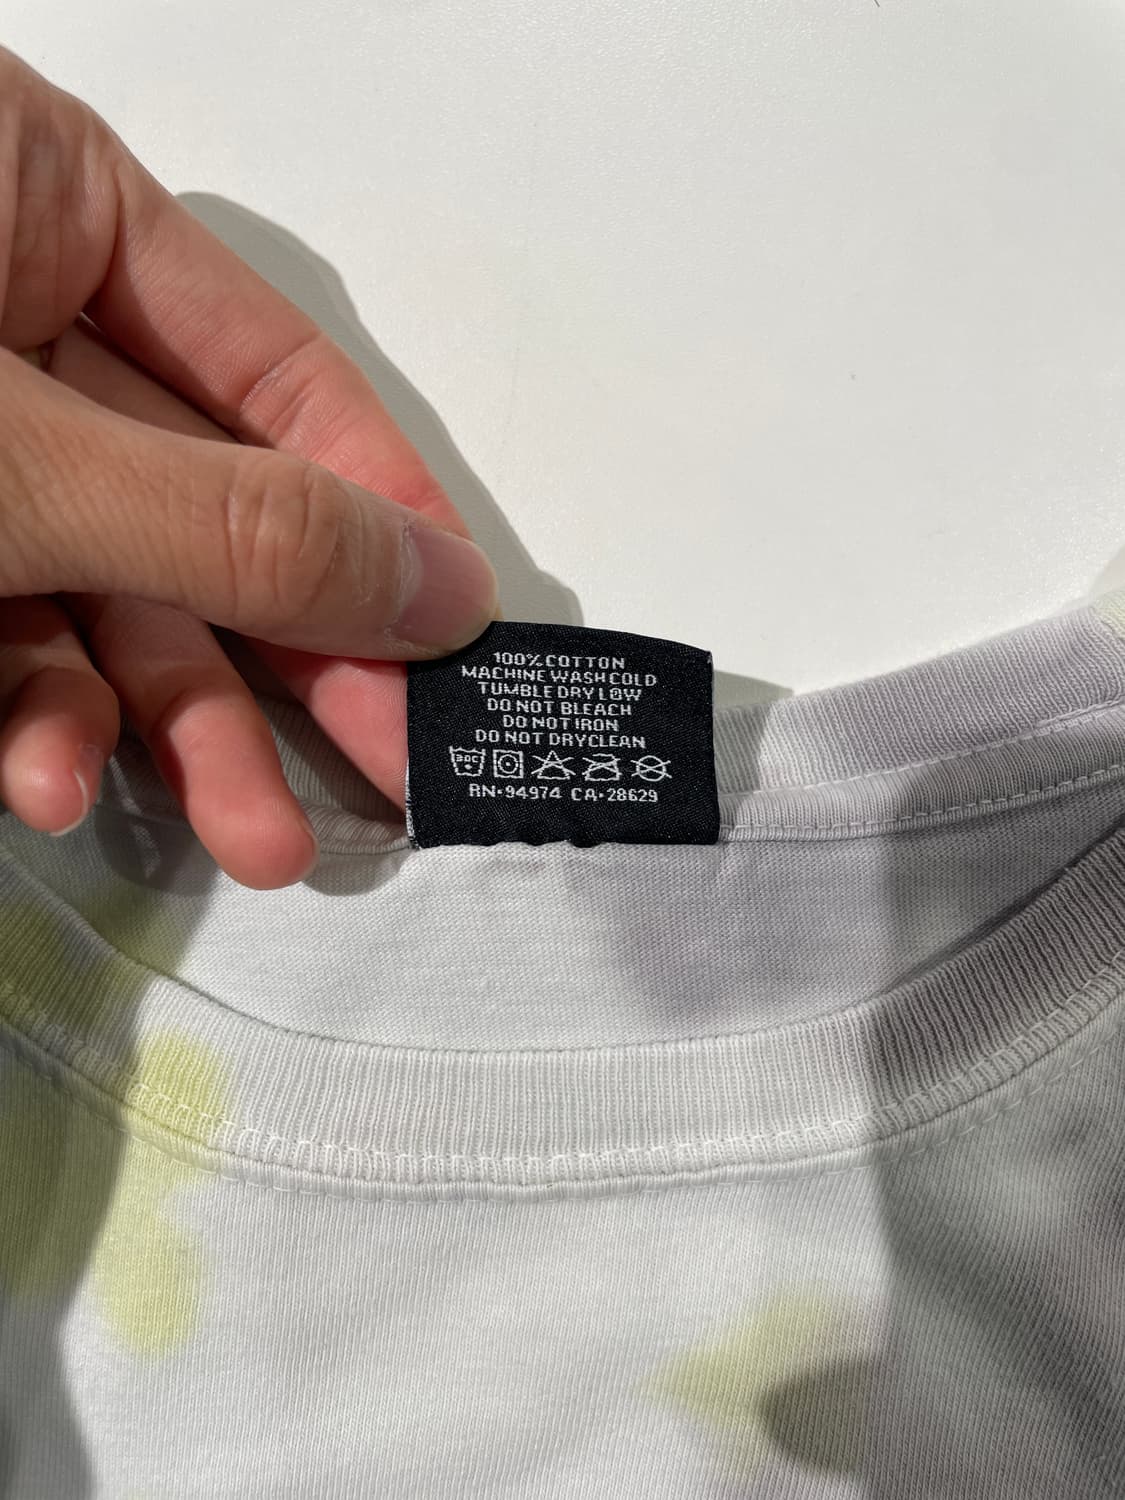 100% COTTON
MACHINE WASH COLD
TUMBLE DRY LOW
DO NOT BLEACH
DO NOT IRON
DO NOT DRYCLEAN
30C
RN·94974 CA·28629